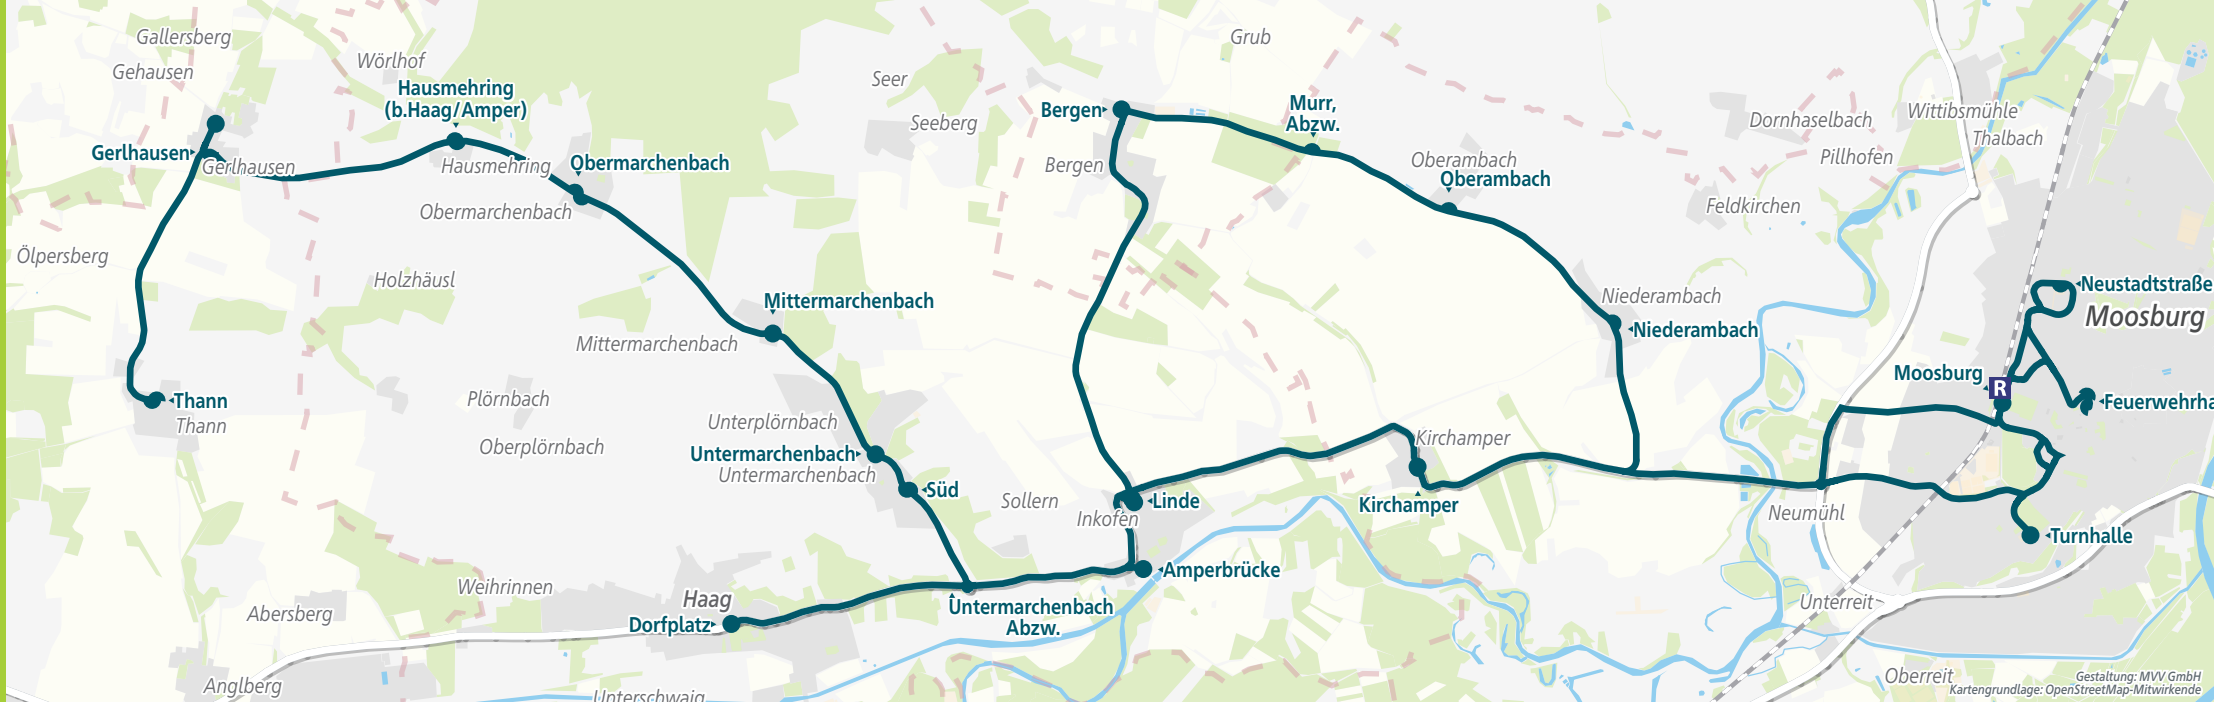 Gallersberg
Gehausen
Wörlhof
Hausmehring
(b.Haag/Amper)
Gerlhausen
Gerlhausen
Hausmehring
Obermarchenbach
Obermarchenbach
Ölpersberg
Holzhäusl
Mittermarchenbach
Mittermarchenbach
Thann
Thann
Plörnbach
Oberplörnbach
Unterplörnbach
Untermarchenbach
Untermarchenbach
Süd
Seer
Seeberg
Grub
Bergen
Bergen
Murr,
Abzw.
Oberambach
Oberambach
Niederambach
Niederambach
Dornhaselbach
Pillhofen
Feldkirchen
Wittibsmühle
Thalbach
Neustadtstraße
Moosburg
Moosburg
R
Feuerwehrha
Kirchamper
Kirchamper
Sollern
Linde
Inkofen
Amperbrücke
Neumühl
Turnhalle
Weihrinnen
Abersberg
Haag
Dorfplatz
Untermarchenbach
Abzw.
Unterreit
Anglberg
Unterschwaig
Oberreit
Gestaltung: MVV GmbH
Kartengrundlage: OpenStreetMap-Mitwirkende